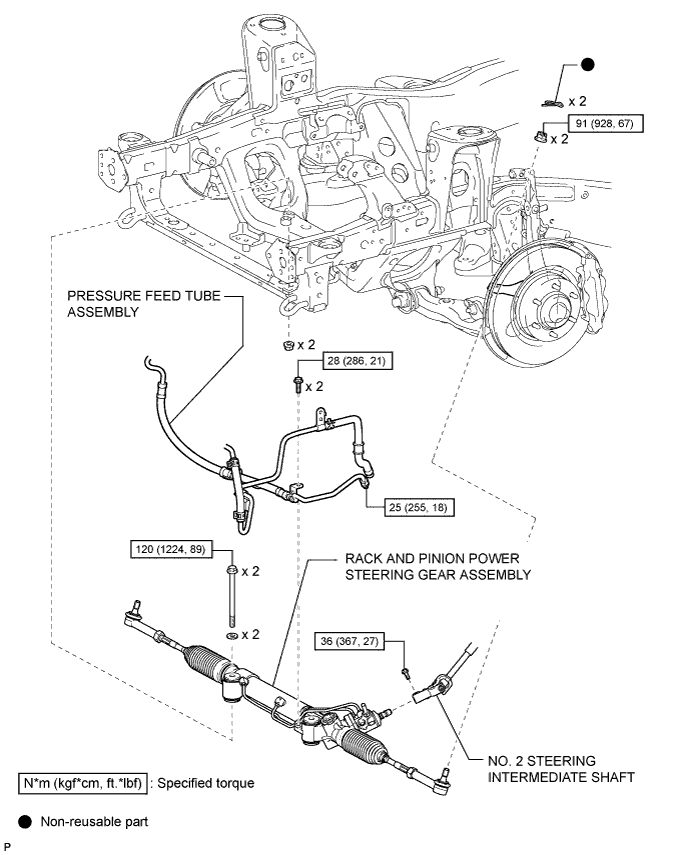 x 2
91 (928, 67)
x 2
PRESSURE FEED TUBE
ASSEMBLY
x 2
28 (286, 21)
x 2
25 (255, 18)
120 (1224, 89)
x 2
RACK AND PINION POWER
STEERING GEAR ASSEMBLY
x 2
36 (367, 27)
NO. 2 STEERING
INTERMEDIATE SHAFT
N*m (kgf*cm, ft.*lbf) : Specified torque
Non-reusable part
P